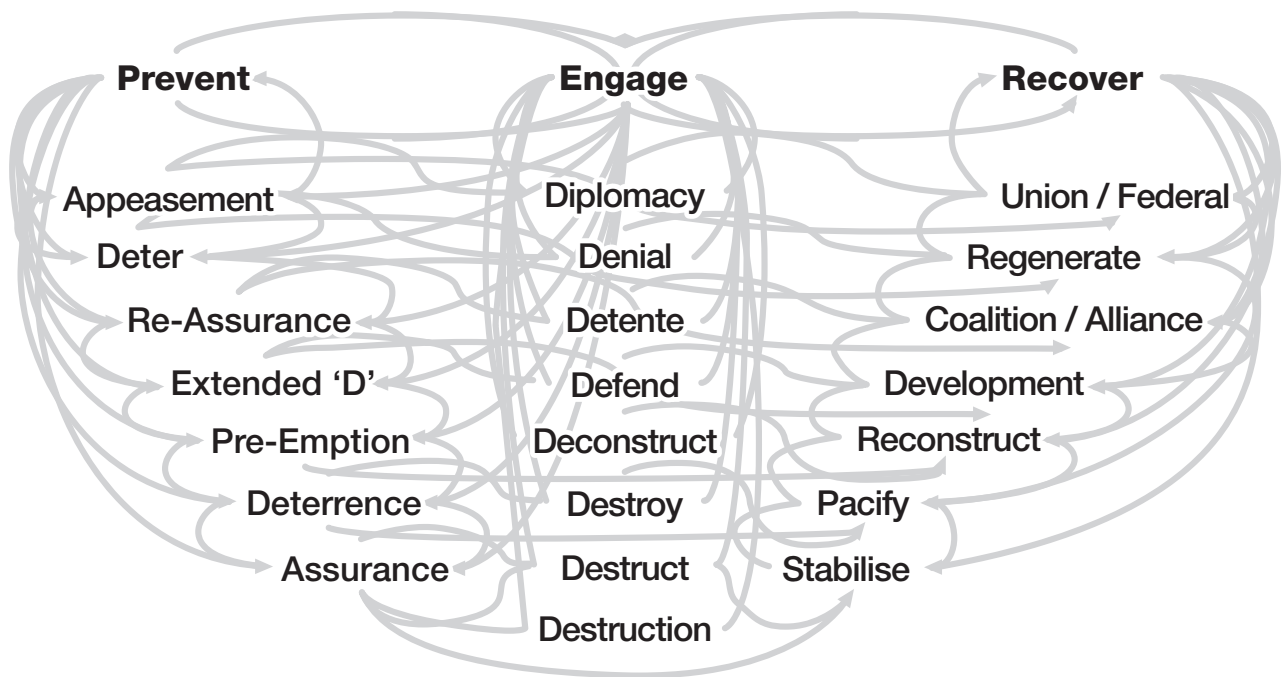 Prevent Engage Recover
Appeasement Diplomacy Union / Federal
Deter Denial Regenerate
Re-Assurance Detente Coalition / Alliance
Extended ‘D’ Defend Development
Pre-Emption Deconstruct Reconstruct
Deterrence Destroy Pacify
Assurance Destruct Stabilise
Destruction